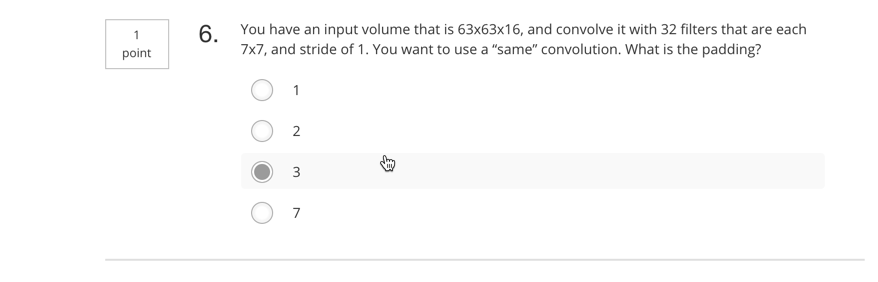 1
point
6.
You have an input volume that is 63x63x16, and convolve it with 32 filters that are each
7x7, and stride of 1. You want to use a “same” convolution. What is the padding?
1
2
3
7